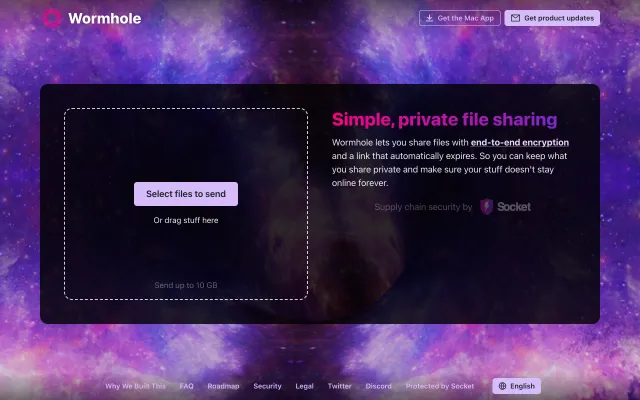 Wormhole
Get the Mac App
Get product updates
Select files to send
Or drag stuff here
Send up to 10 GB
Simple, private file sharing
Wormhole lets you share files with end-to-end encryption
and a link that automatically expires. So you can keep what
you share private and make sure your stuff doesn't stay
online forever.
Supply chain security by Socket
Why We Built This FAQ Roadmap Security Legal Twitter Discord Protected by Socket English